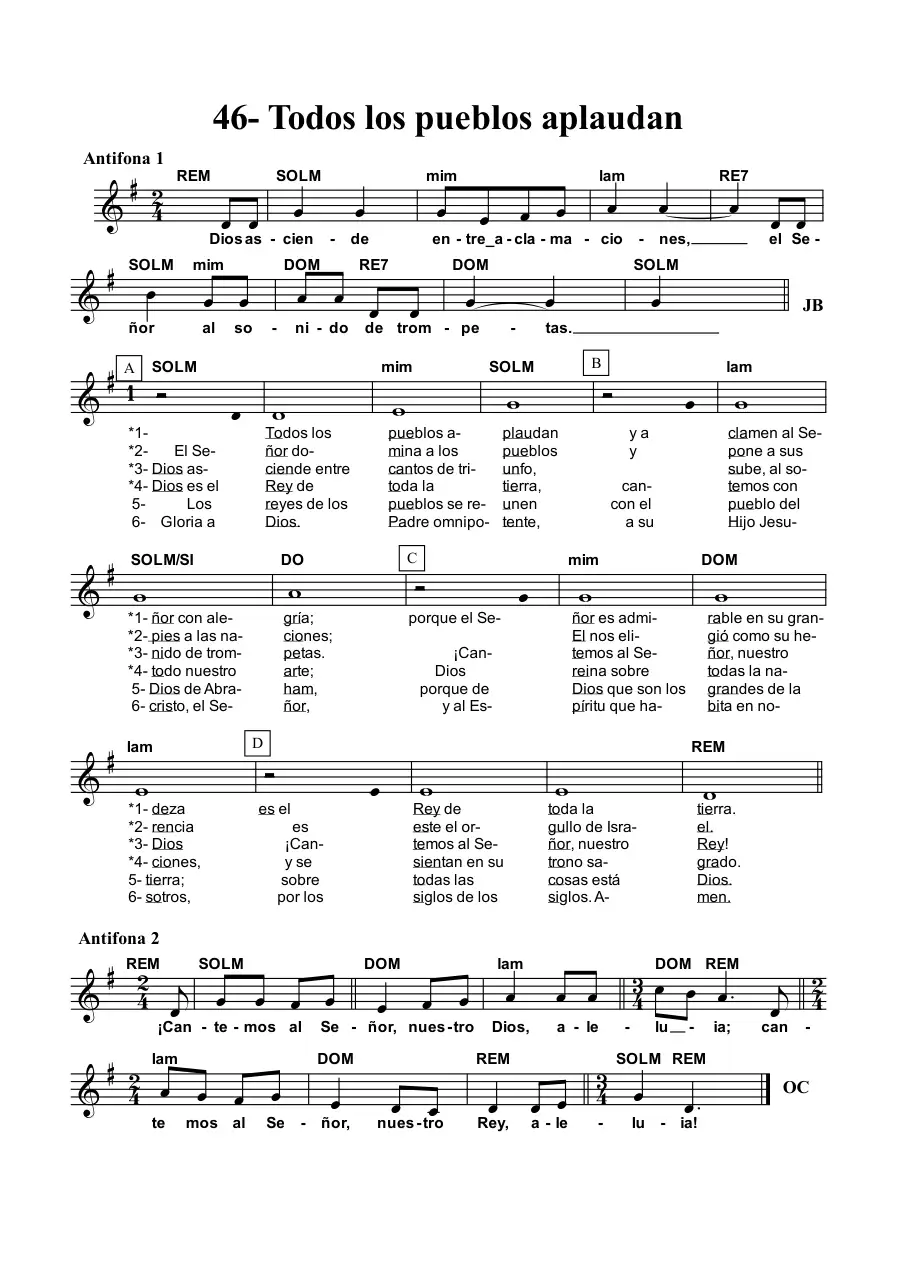 46- Todos los pueblos aplaudan
Antifona 1
REM SOLM mim lam RE7
2
4
Dios as - cien - de en - tre_a - cla - ma - cio - nes, el Se -
SOLM mim DOM RE7 DOM SOLM
JB
ñor al so - ni - do de trom - pe - tas.
A SOLM mim SOLM B lam
1
*1- Todos los pueblos a- plaudan y a clamen al Se-
*2- El Se- ñor do- mina a los pueblos y pone a sus
*3- Dios as- ciende entre cantos de tri- unfo, sube, al so-
*4- Dios es el Rey de toda la tierra, can- temos con
5- Los reyes de los pueblos se re- unen con el pueblo del
6- Gloria a Dios. Padre omnipo- tente, a su Hijo Jesu-
SOLM/SI DO C mim DOM
*1- ñor con ale- gría; porque el Se- ñor es admi- rable en su gran-
*2- pies a las na- ciones; El nos eli- gió como su he-
*3- nido de trom- petas. ¡Can- temos al Se- ñor, nuestro
*4- todo nuestro arte; Dios reina sobre todas la na-
5- Dios de Abra- ham, porque de Dios que son los grandes de la
6- cristo, el Se- ñor, y al Es- píritu que ha- bita en no-
lam D REM
*1- deza es el Rey de toda la tierra.
*2- rencia es este el or- gullo de Isra- el.
*3- Dios ¡Can- temos al Se- ñor, nuestro Rey!
*4- ciones, y se sientan en su trono sa- grado.
5- tierra; sobre todas las cosas está Dios.
6- sotros, por los siglos de los siglos. A- men.
Antifona 2
REM SOLM DOM lam DOM REM
2 3 2
4 4 4
¡Can - te - mos al Se - ñor, nues - tro Dios, a - le - lu - ia; can -
lam DOM REM SOLM REM
2 3
4 4
OC
te mos al Se - ñor, nues - tro Rey, a - le - lu - ia!